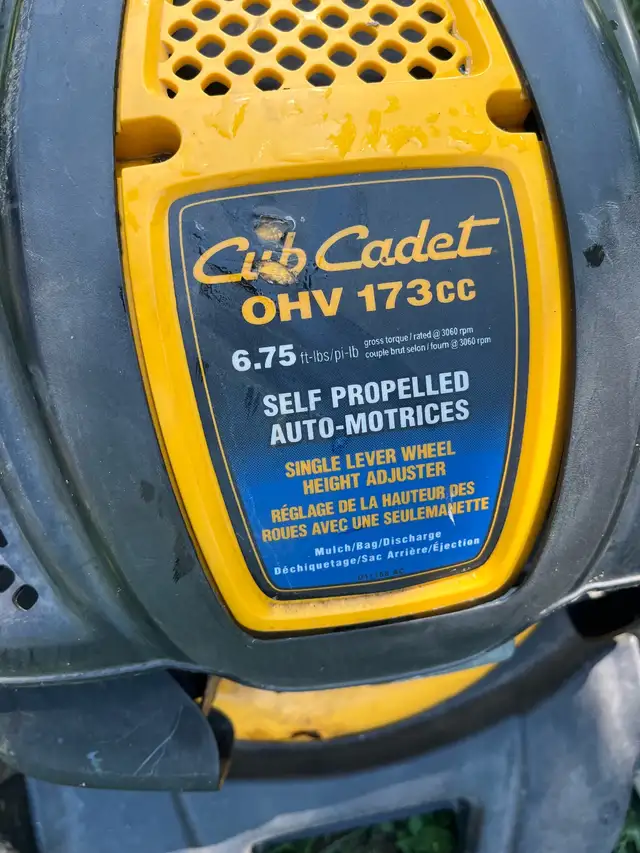 Cub Cadet
OHV 173cc
6.75 ft-lbs/pi-lb
gross torque / rated @ 3060 rpm
couple brut selon / fourn @ 3060 rpm
SELF PROPELLED
AUTO-MOTRICES
SINGLE LEVER WHEEL
HEIGHT ADJUSTER
RÉGLAGE DE LA HAUTEUR DES
ROUES AVEC UNE SEULEMANETTE
Mulch/Bag/Discharge
Déchiquetage/Sac Arrière/Éjection